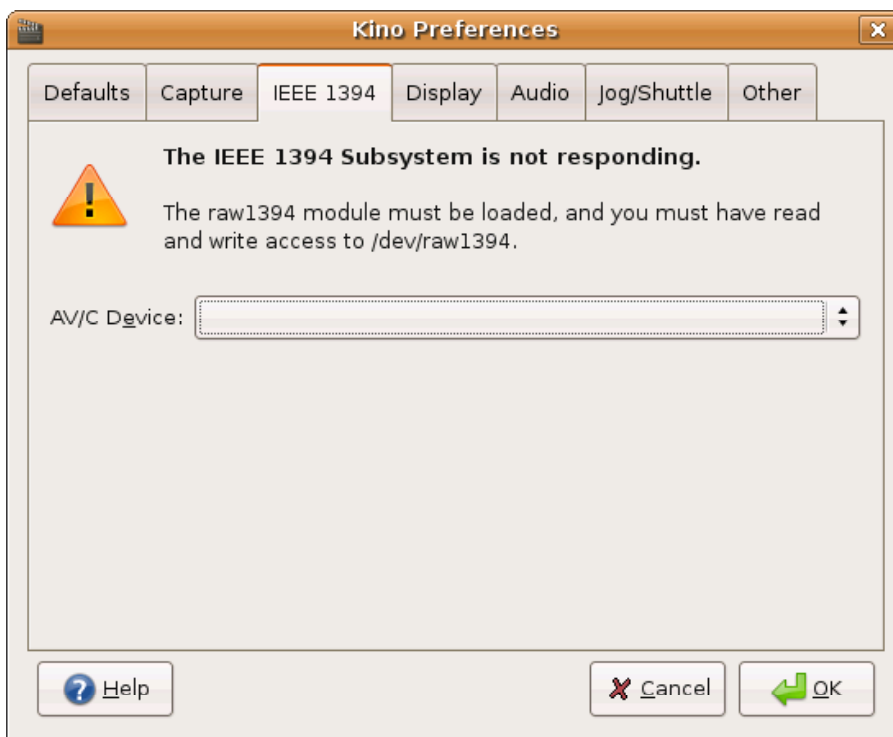 Kino Preferences
Defaults Capture IEEE 1394 Display Audio Jog/Shuttle Other
The IEEE 1394 Subsystem is not responding.
The raw1394 module must be loaded, and you must have read
and write access to /dev/raw1394.
AV/C Device:
Help Cancel OK